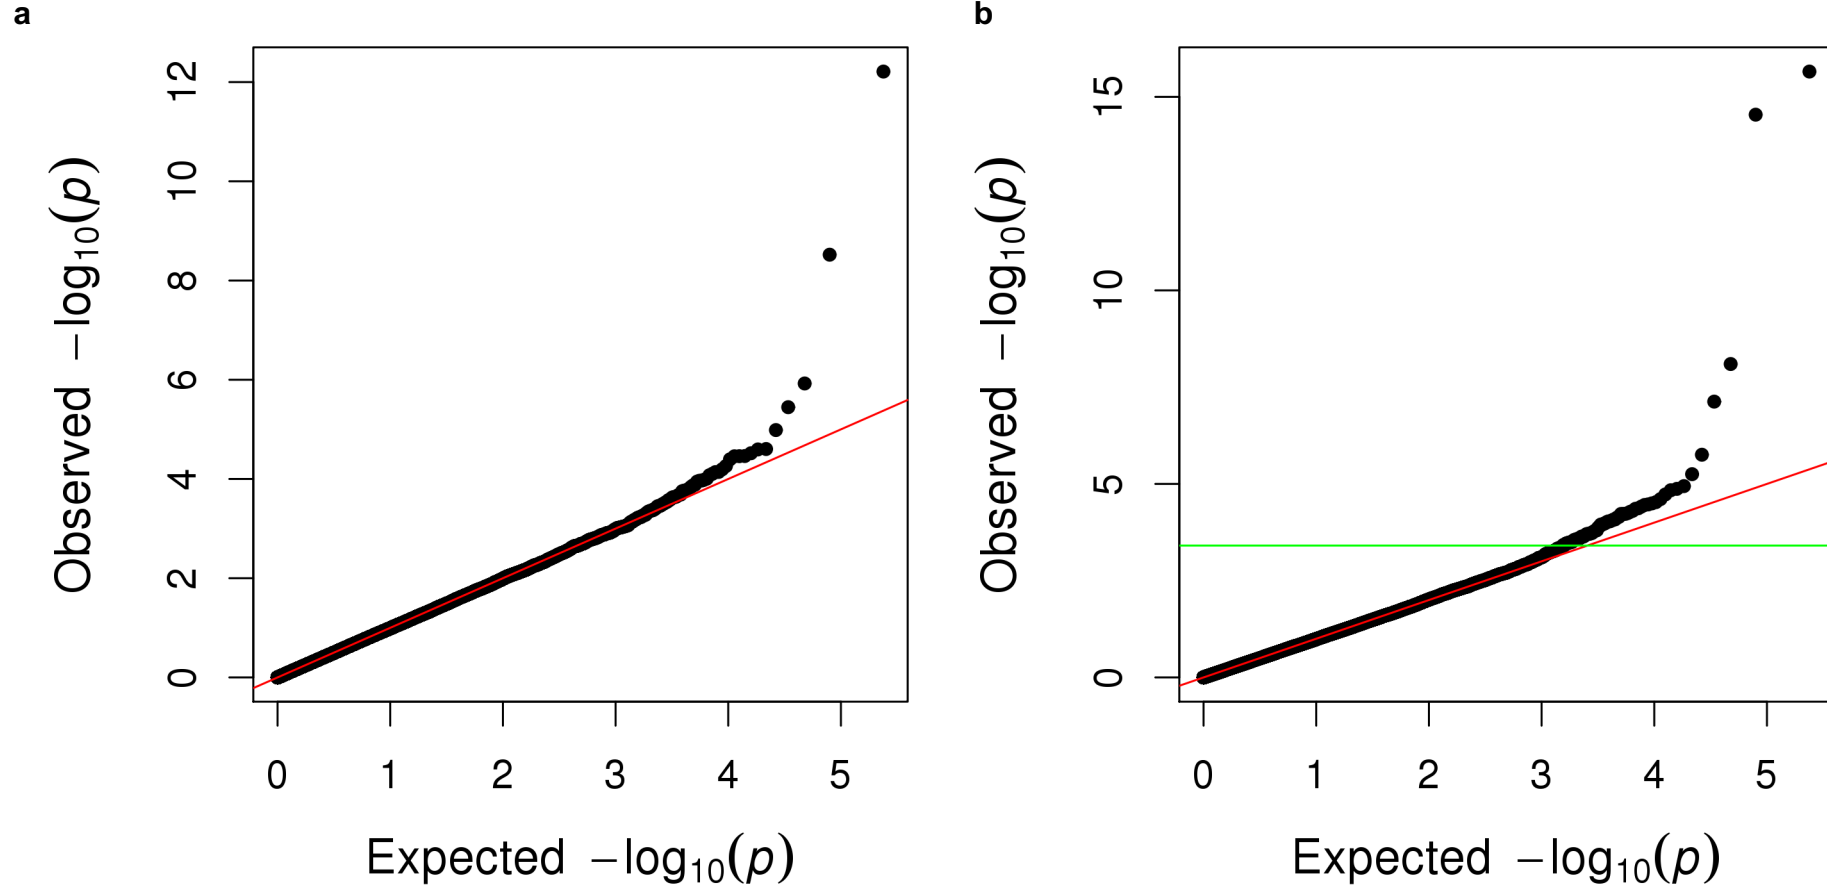 a
12
10
8
6
4
2
0
Observed −log₁₀(p)
0 1 2 3 4 5
Expected −log₁₀(p)
b
15
10
5
0
Observed −log₁₀(p)
0 1 2 3 4 5
Expected −log₁₀(p)